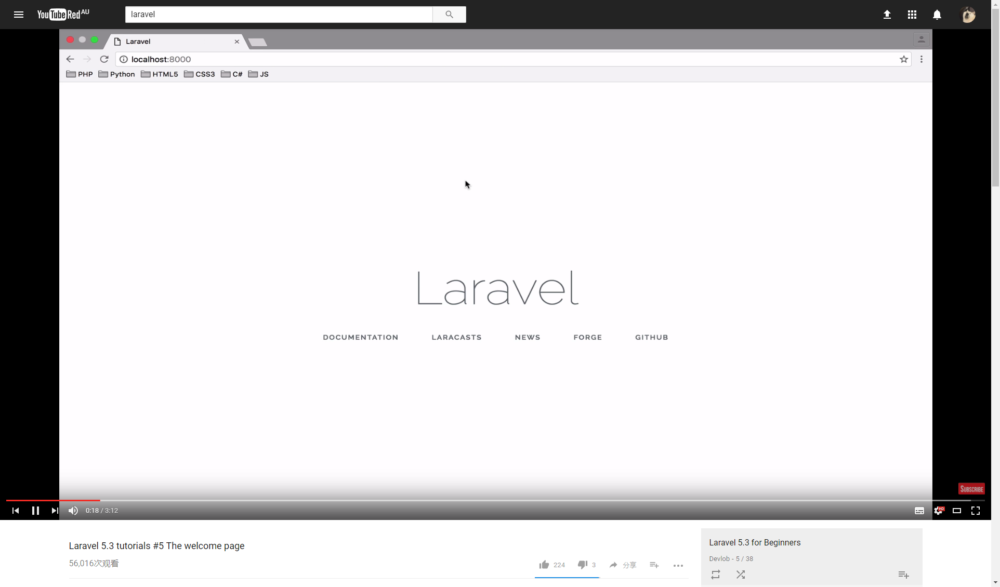 YouTube Red AU
laravel
Laravel
localhost:8000
PHP Python HTML5 CSS3 C# JS
Laravel
DOCUMENTATION LARACASTS NEWS FORGE GITHUB
SUBSCRIBE
0:18 / 3:12
HD
Laravel 5.3 tutorials #5 The welcome page
56,016次观看
224 3 分享
Laravel 5.3 for Beginners
Devlob - 5 / 38